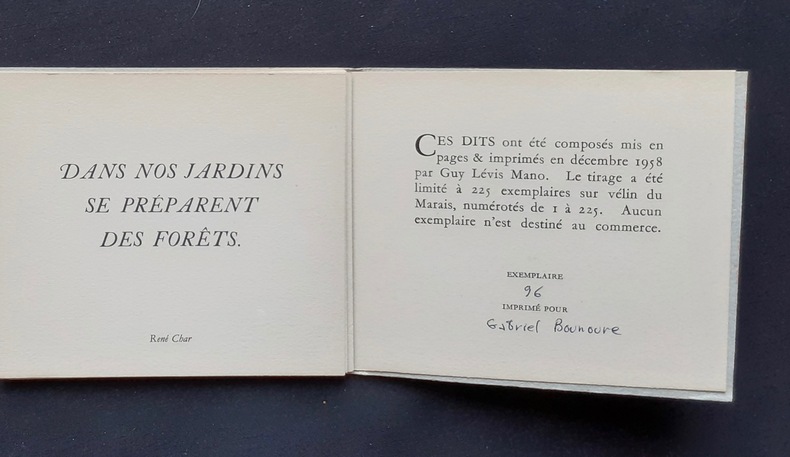 DANS NOS JARDINS
SE PRÉPARENT
DES FORÊTS.
René Char
CES DITS ont été composés mis en
pages & imprimés en décembre 1958
par Guy Lévis Mano. Le tirage a été
limité à 225 exemplaires sur vélin du
Marais, numérotés de 1 à 225. Aucun
exemplaire n'est destiné au commerce.
EXEMPLAIRE
96
IMPRIMÉ POUR
Gabriel Bounoure